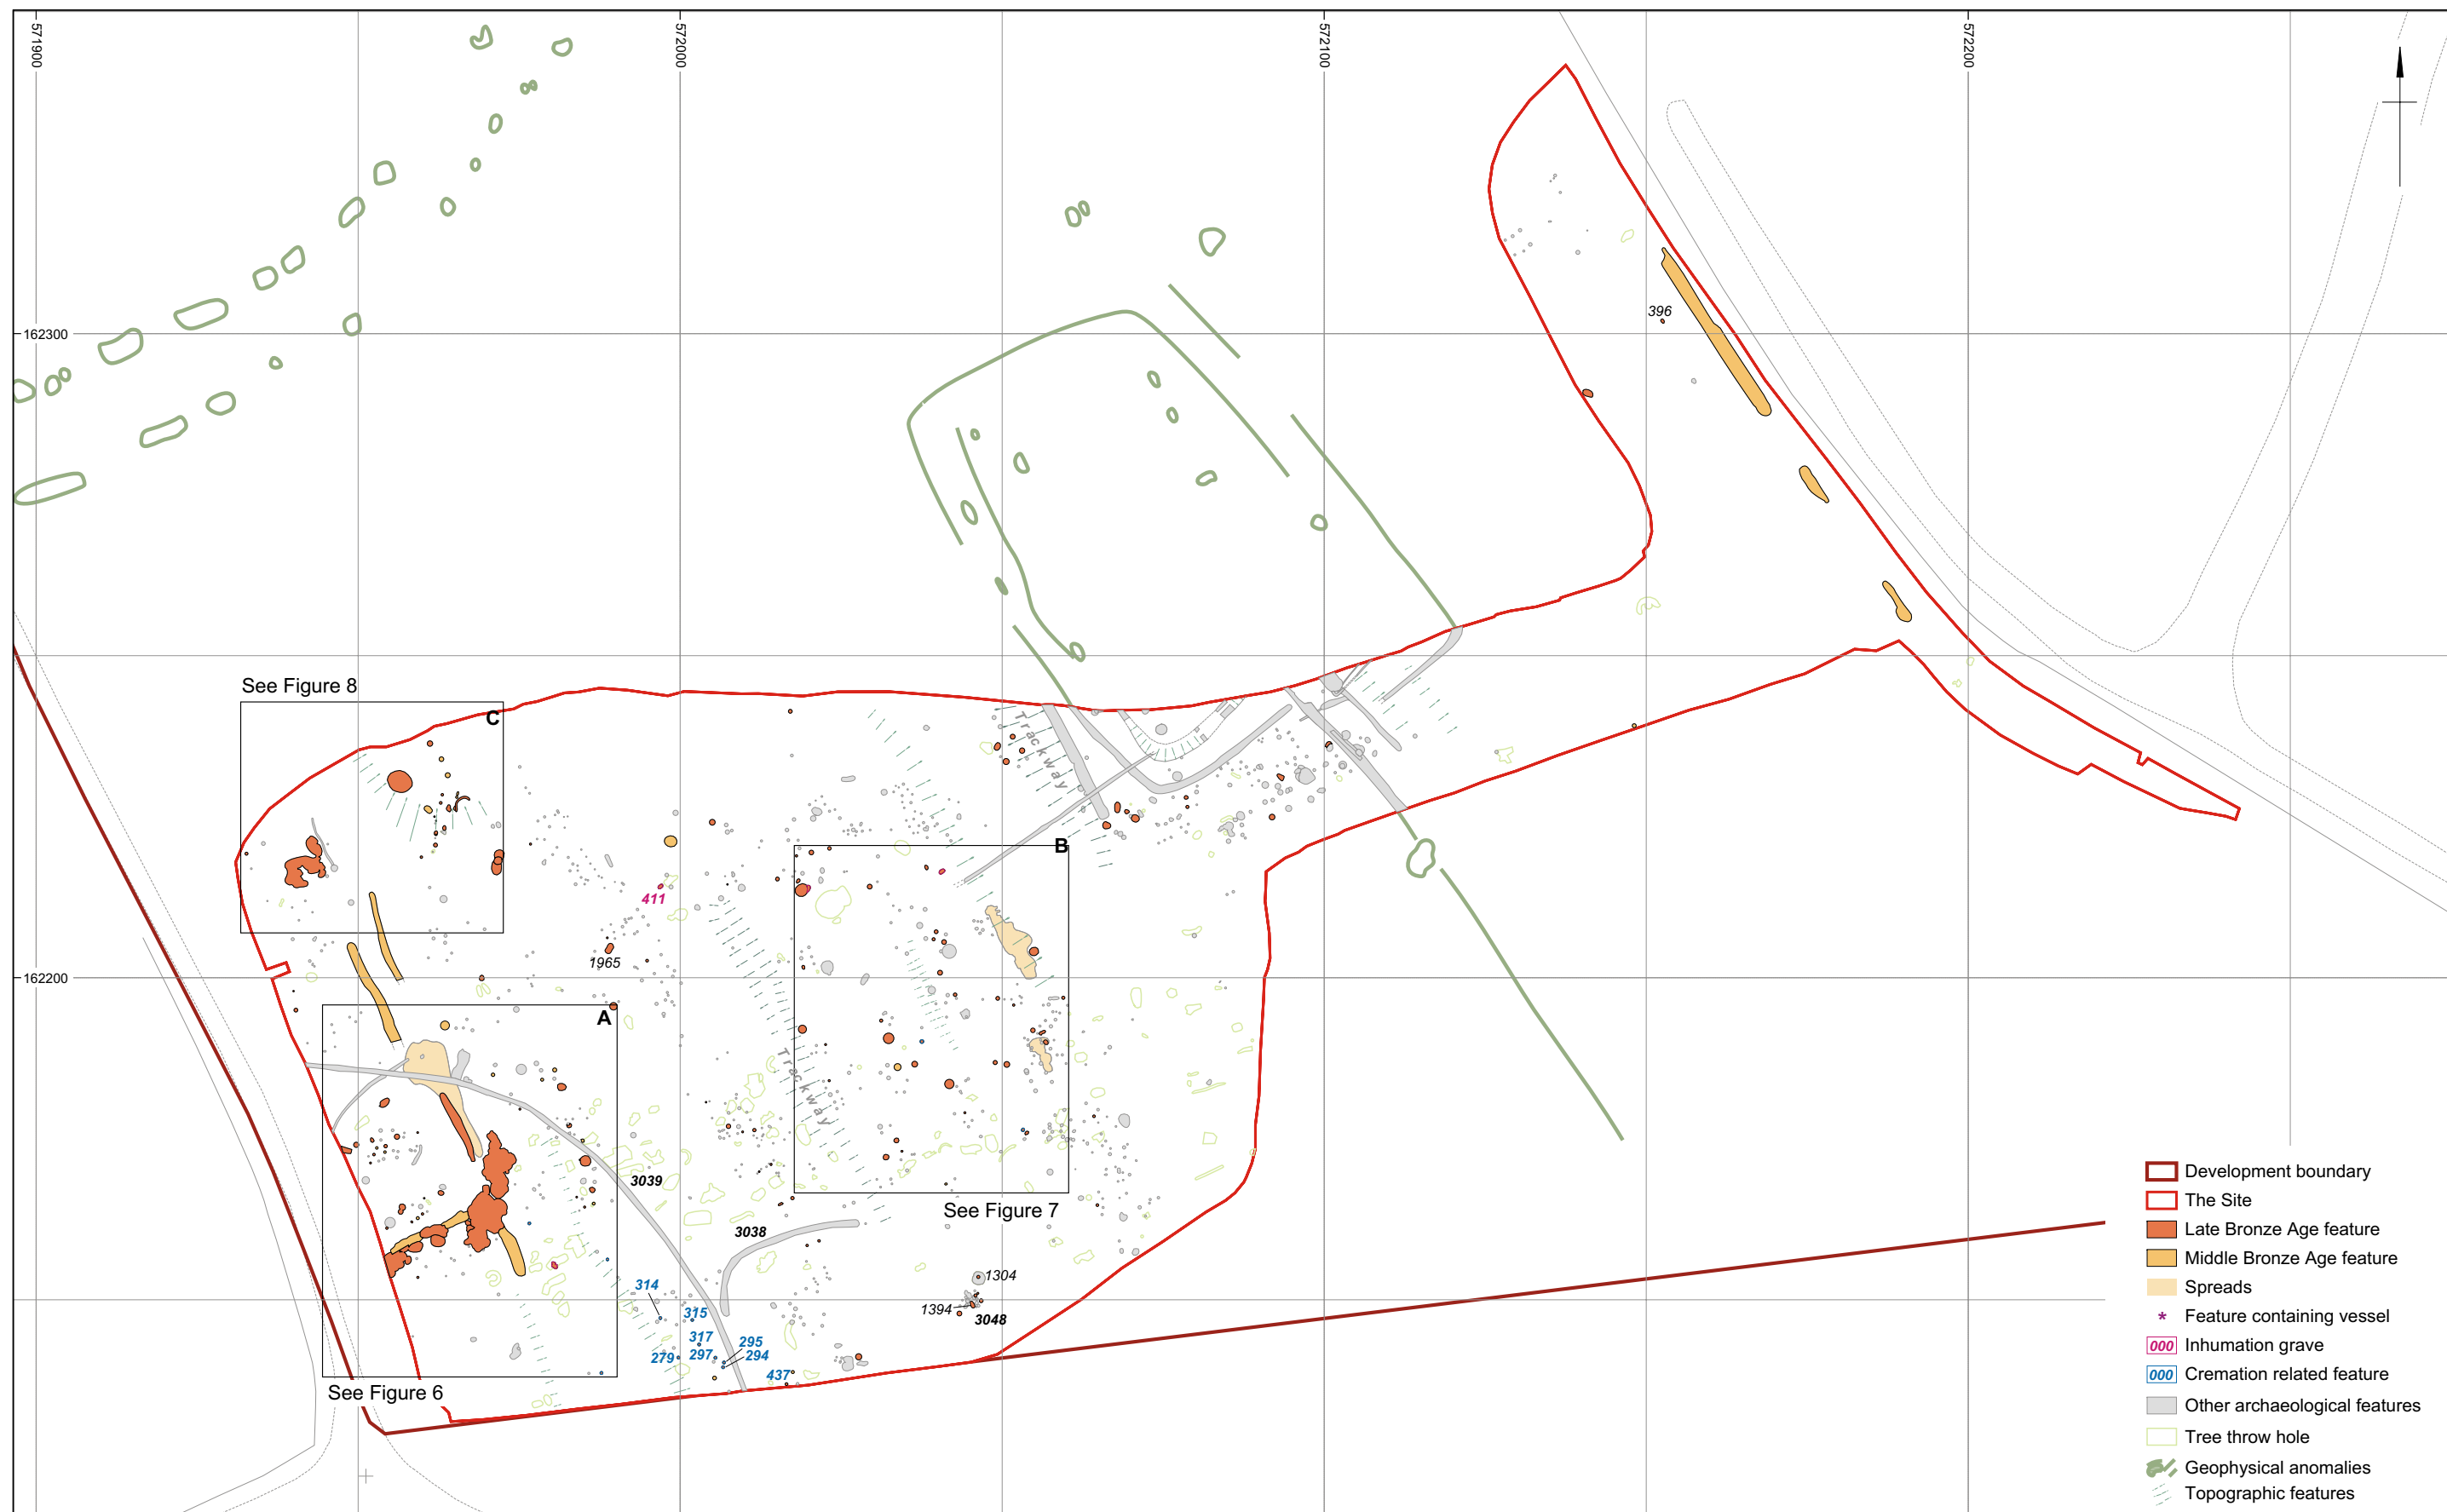 571900
572000
572100
572200
162300
396
See Figure 8
C
Trackway
B
411
1965
162200
A
Trackway
3039
See Figure 7
3038
314
1304
315
1394
3048
317
295
279
297
294
437
See Figure 6
Development boundary
The Site
Late Bronze Age feature
Middle Bronze Age feature
Spreads
* Feature containing vessel
000 Inhumation grave
000 Cremation related feature
Other archaeological features
Tree throw hole
Geophysical anomalies
Topographic features